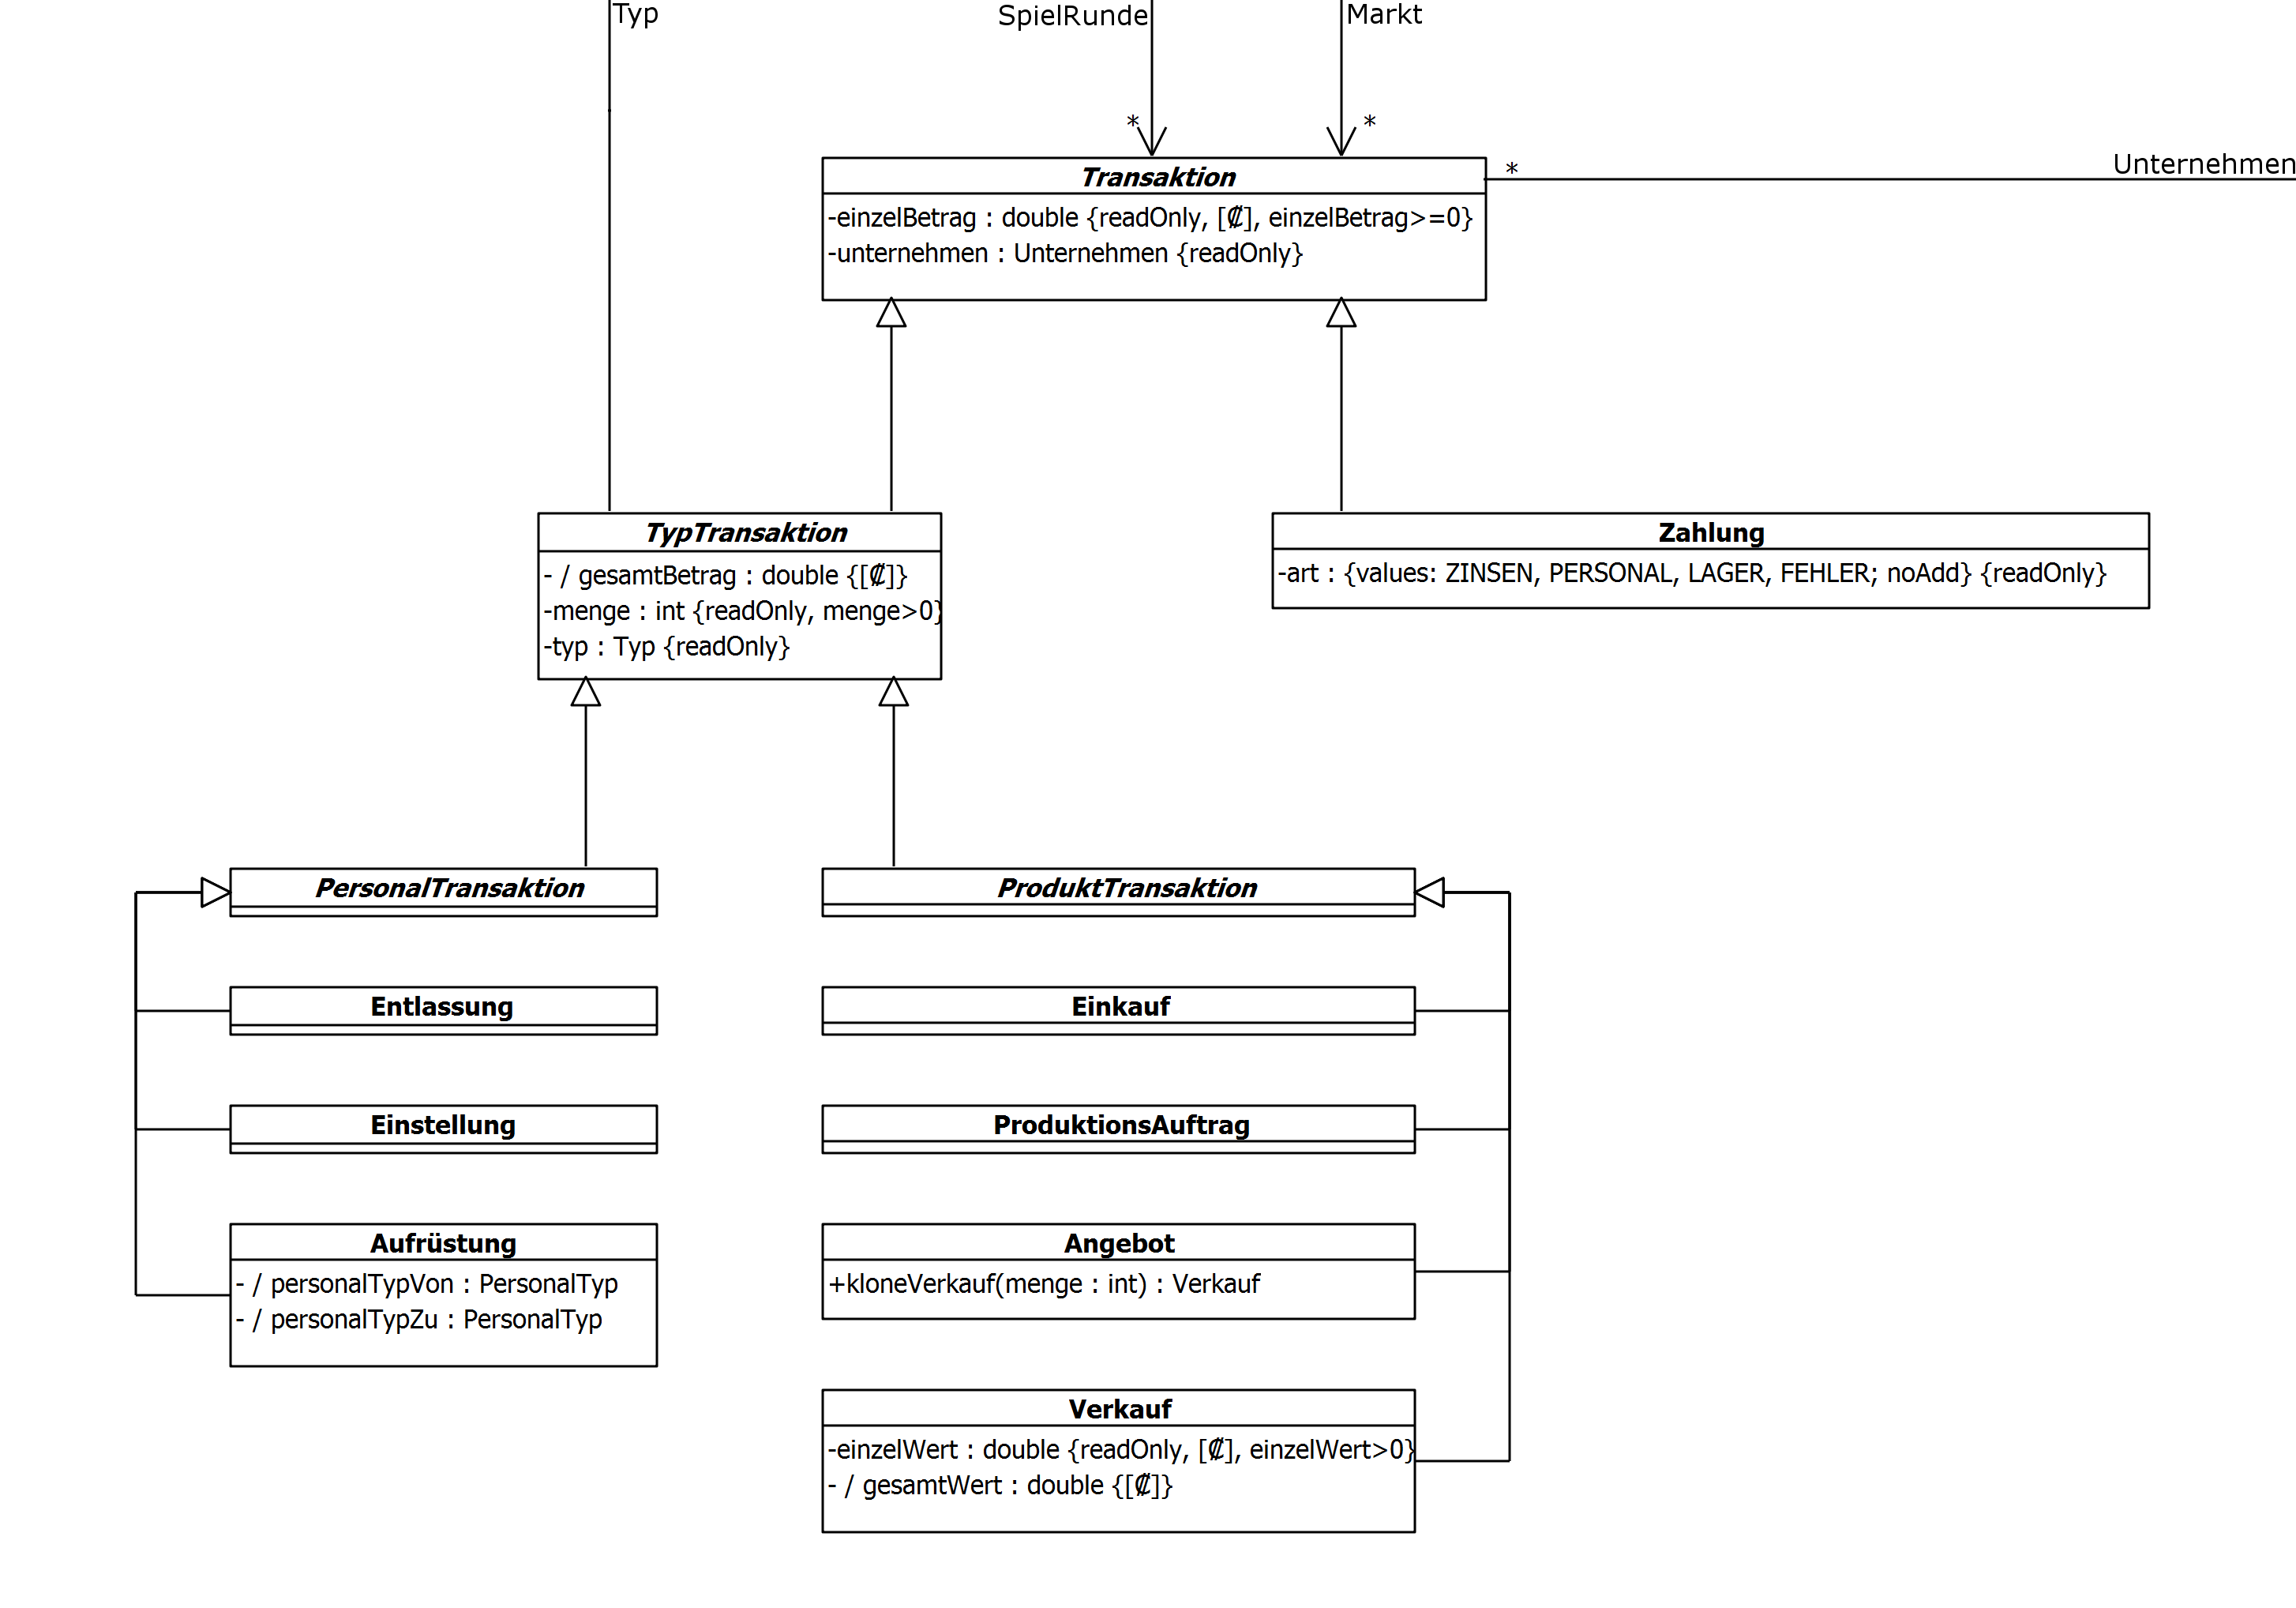 Typ
SpielRunde
Markt
*
*
*
Unternehmen
Transaktion
-einzelBetrag : double {readOnly, [₡], einzelBetrag>=0}
-unternehmen : Unternehmen {readOnly}
TypTransaktion
- / gesamtBetrag : double {[₡]}
-menge : int {readOnly, menge>0}
-typ : Typ {readOnly}
Zahlung
-art : {values: ZINSEN, PERSONAL, LAGER, FEHLER; noAdd} {readOnly}
PersonalTransaktion
ProduktTransaktion
Entlassung
Einkauf
Einstellung
ProduktionsAuftrag
Aufrüstung
- / personalTypVon : PersonalTyp
- / personalTypZu : PersonalTyp
Angebot
+kloneVerkauf(menge : int) : Verkauf
Verkauf
-einzelWert : double {readOnly, [₡], einzelWert>0}
- / gesamtWert : double {[₡]}